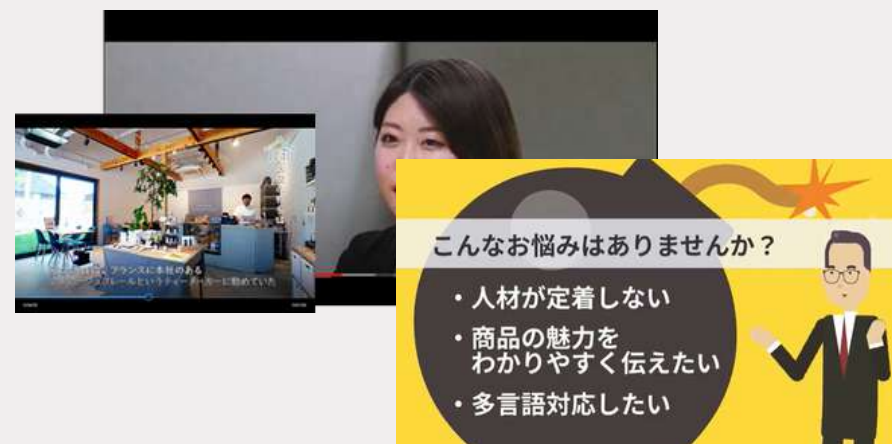 フランスに本社のある
というティーメーカーに勤めていた
こんなお悩みはありませんか？
・人材が定着しない
・商品の魅力を
わかりやすく伝えたい
・多言語対応したい